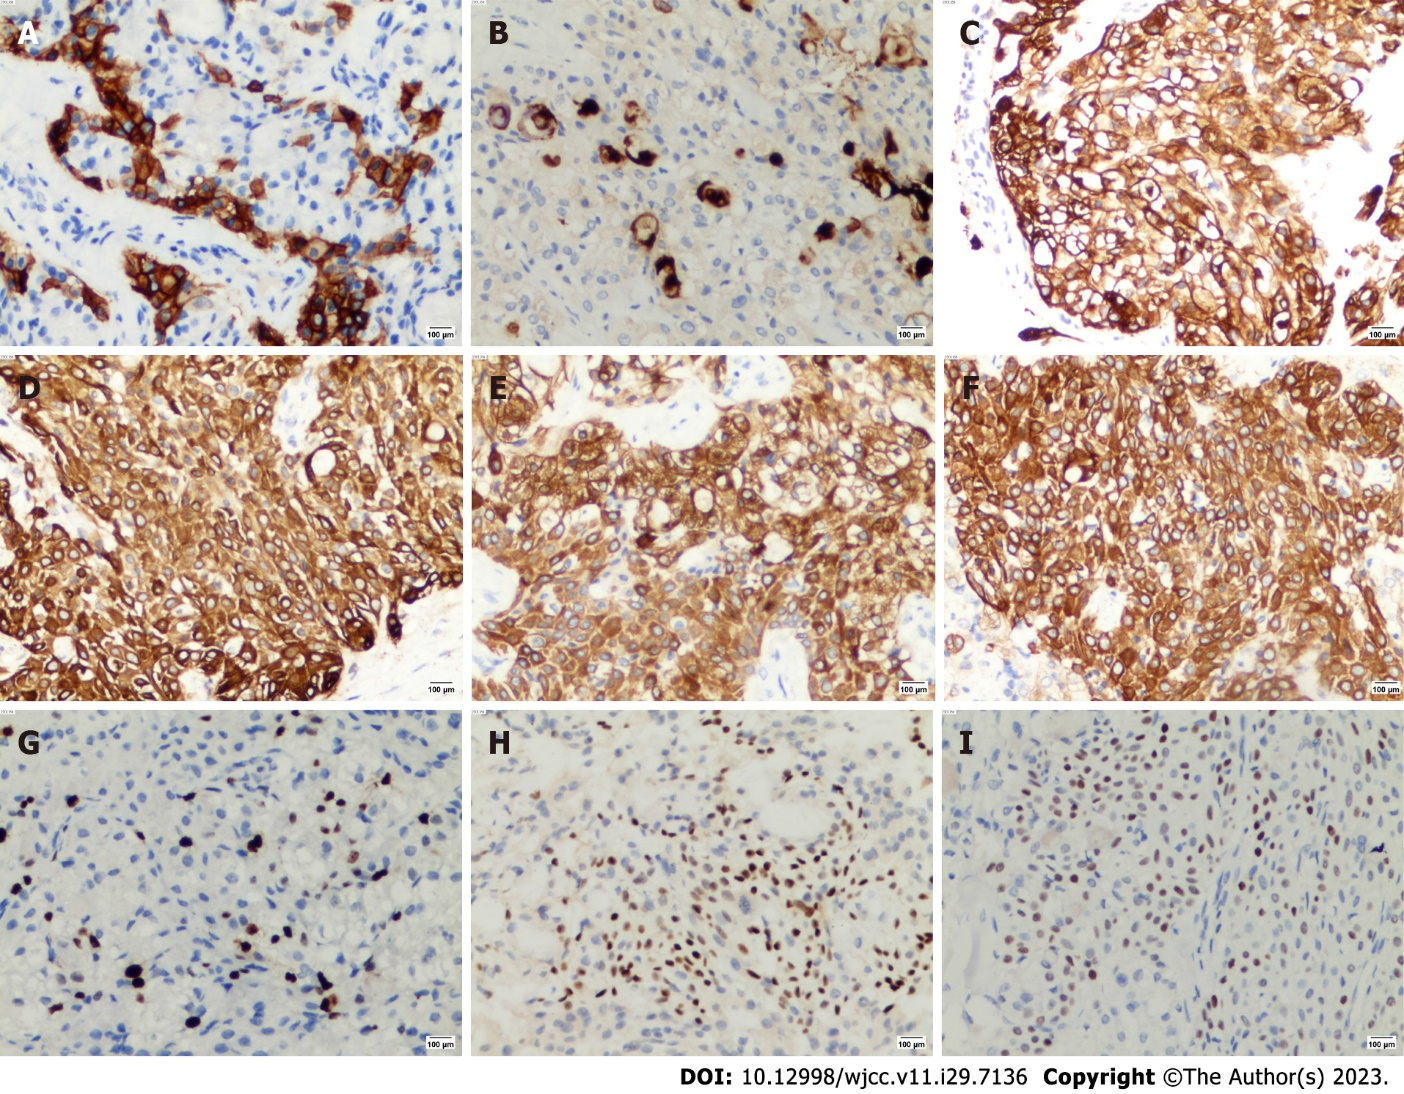 A
B
C
100 µm
100 µm
100 µm
D
E
F
100 µm
100 µm
100 µm
G
H
I
100 µm
100 µm
100 µm
DOI: 10.12998/wjcc.v11.i29.7136 Copyright ©The Author(s) 2023.